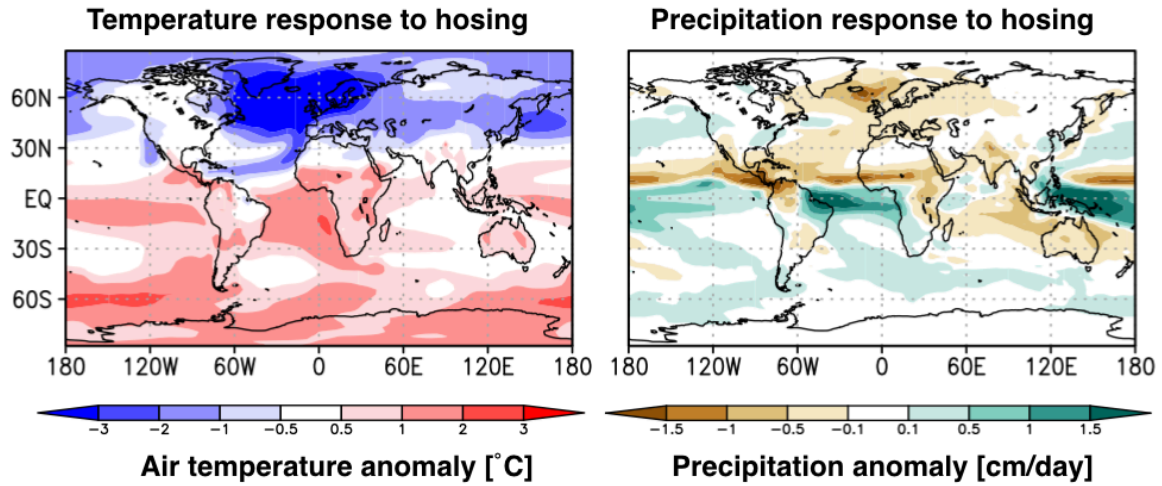 Temperature response to hosing
Precipitation response to hosing
60N
30N
EQ
30S
60S
180 120W 60W 0 60E 120E 180
180 120W 60W 0 60E 120E 180
-3 -2 -1 -0.5 0.5 1 2 3
-1.5 -1 -0.5 -0.1 0.1 0.5 1 1.5
Air temperature anomaly [˚C]
Precipitation anomaly [cm/day]